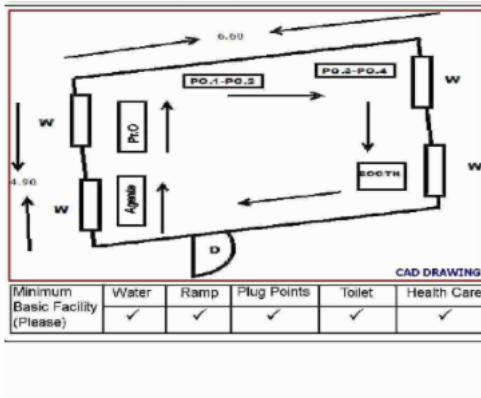 6.60
PO.1-PO.2
PO.3-PO.4
W
W
Pr.O
BOOTH
W
4.90
W
Agents
D
CAD DRAWING
Minimum Basic Facility (Please)
Water
Ramp
Plug Points
Toilet
Health Care
✓ ✓ ✓ ✓ ✓